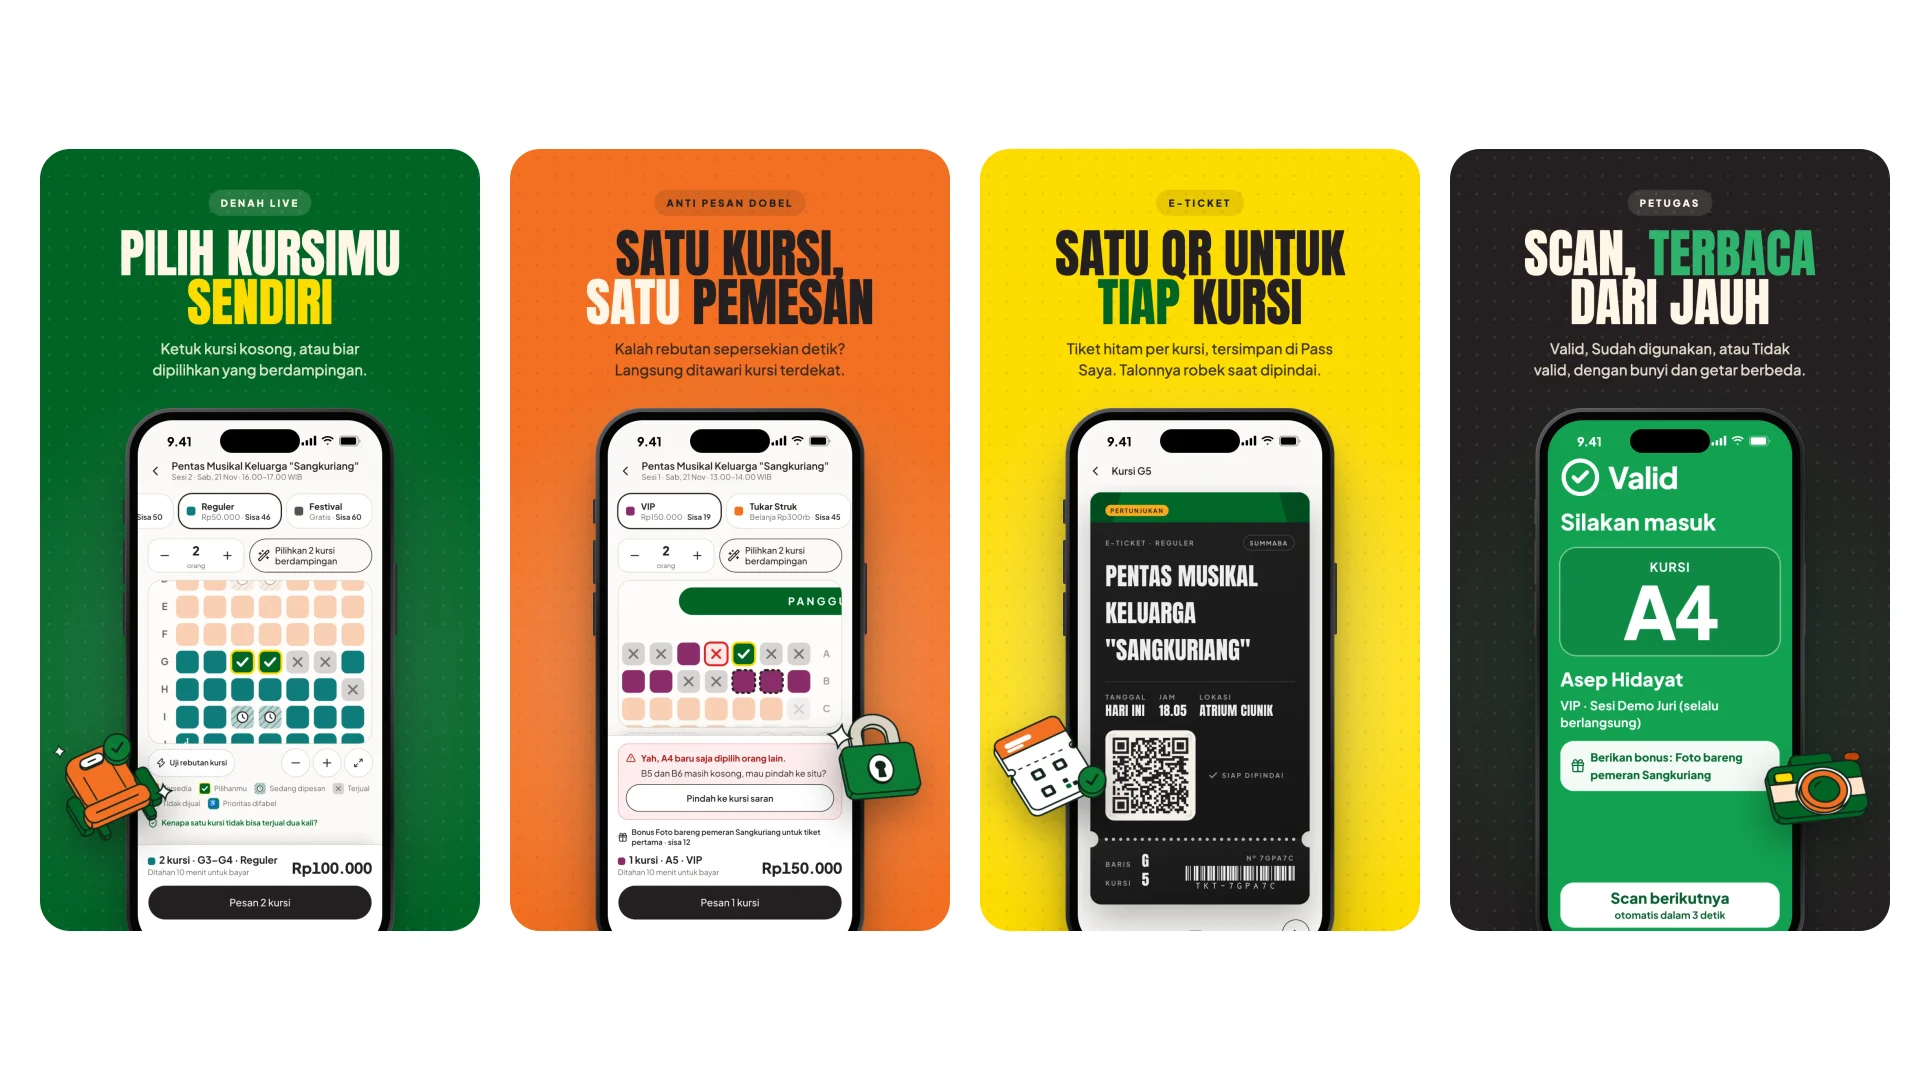 DENAH LIVE
PILIH KURSIMU
SENDIRI
Ketuk kursi kosong, atau biar
dipilihkan yang berdampingan.
9.41
Pentas Musikal Keluarga "Sangkuriang"
Sesi 2 · Sab, 21 Nov · 16.00–17.00 WIB
Sisa 50
Reguler
Rp50.000 · Sisa 46
Festival
Gratis · Sisa 60
2
orang
Pilihkan 2 kursi
berdampingan
E
F
G
H
I
Uji rebutan kursi
Pilihanmu
Sedang dipesan
Terjual
Tidak dijual
Prioritas difabel
Kenapa satu kursi tidak bisa terjual dua kali?
2 kursi · G3–G4 · Reguler
Ditahan 10 menit untuk bayar
Rp100.000
Pesan 2 kursi
ANTI PESAN DOBEL
SATU KURSI,
SATU PEMESAN
Kalah rebutan sepersekian detik?
Langsung ditawari kursi terdekat.
9.41
Pentas Musikal Keluarga "Sangkuriang"
Sesi 1 · Sab, 21 Nov · 13.00–14.00 WIB
VIP
Rp150.000 · Sisa 19
Tukar Struk
Belanja Rp300rb · Sisa 45
2
orang
Pilihkan 2 kursi
berdampingan
PANGGU
A
B
C
Yah, A4 baru saja dipilih orang lain.
B5 dan B6 masih kosong, mau pindah ke situ?
Pindah ke kursi saran
Bonus Foto bareng pemeran Sangkuriang untuk tiket
pertama · sisa 12
1 kursi · A5 · VIP
Ditahan 10 menit untuk bayar
Rp150.000
Pesan 1 kursi
E-TICKET
SATU QR UNTUK
TIAP KURSI
Tiket hitam per kursi, tersimpan di Pass
Saya. Talonnya robek saat dipindai.
9.41
Kursi G5
PERTUNJUKAN
E-TICKET · REGULER
SUMMABA
PENTAS MUSIKAL
KELUARGA
"SANGKURIANG"
TANGGAL
HARI INI
JAM
18.05
LOKASI
ATRIUM CIUNIK
SIAP DIPINDAI
BARIS G
KURSI 5
N° 7GPA7C
TKT-7GPA7C
PETUGAS
SCAN, TERBACA
DARI JAUH
Valid, Sudah digunakan, atau Tidak
valid, dengan bunyi dan getar berbeda.
9.41
Valid
Silakan masuk
KURSI
A4
Asep Hidayat
VIP · Sesi Demo Juri (selalu
berlangsung)
Berikan bonus: Foto bareng
pemeran Sangkuriang
Scan berikutnya
otomatis dalam 3 detik